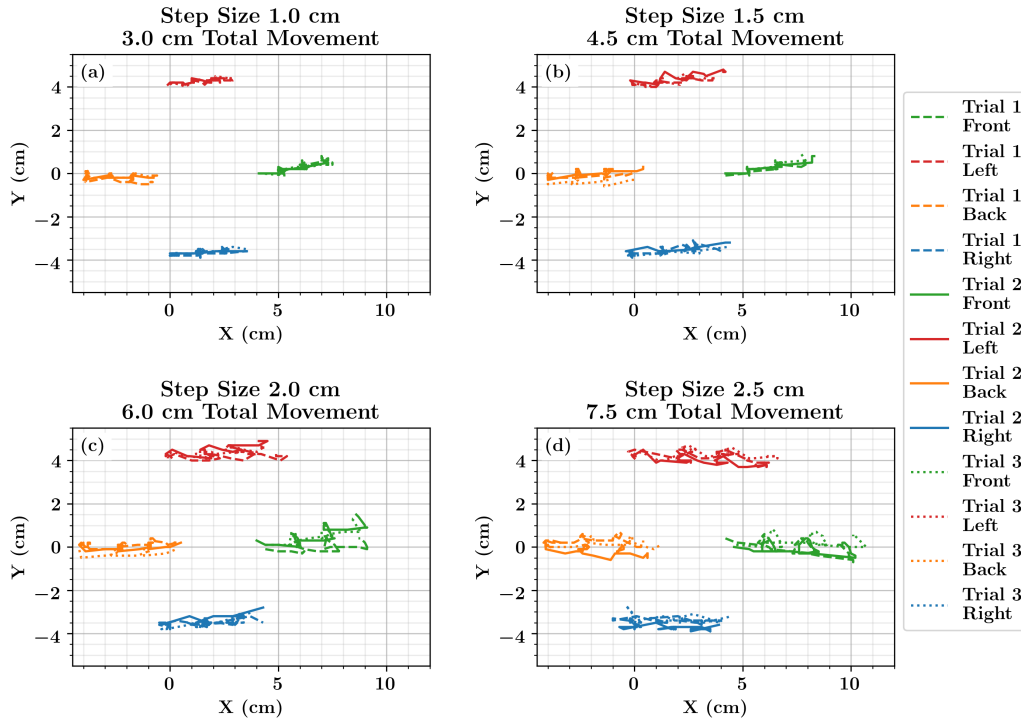 Step Size 1.0 cm
3.0 cm Total Movement
(a)
Y (cm)
4
2
0
−2
−4
0
5
10
X (cm)
Step Size 1.5 cm
4.5 cm Total Movement
(b)
Y (cm)
4
2
0
−2
−4
0
5
10
X (cm)
Step Size 2.0 cm
6.0 cm Total Movement
(c)
Y (cm)
4
2
0
−2
−4
0
5
10
X (cm)
Step Size 2.5 cm
7.5 cm Total Movement
(d)
Y (cm)
4
2
0
−2
−4
0
5
10
X (cm)
Trial 1
Front
Trial 1
Left
Trial 1
Back
Trial 1
Right
Trial 2
Front
Trial 2
Left
Trial 2
Back
Trial 2
Right
Trial 3
Front
Trial 3
Left
Trial 3
Back
Trial 3
Right